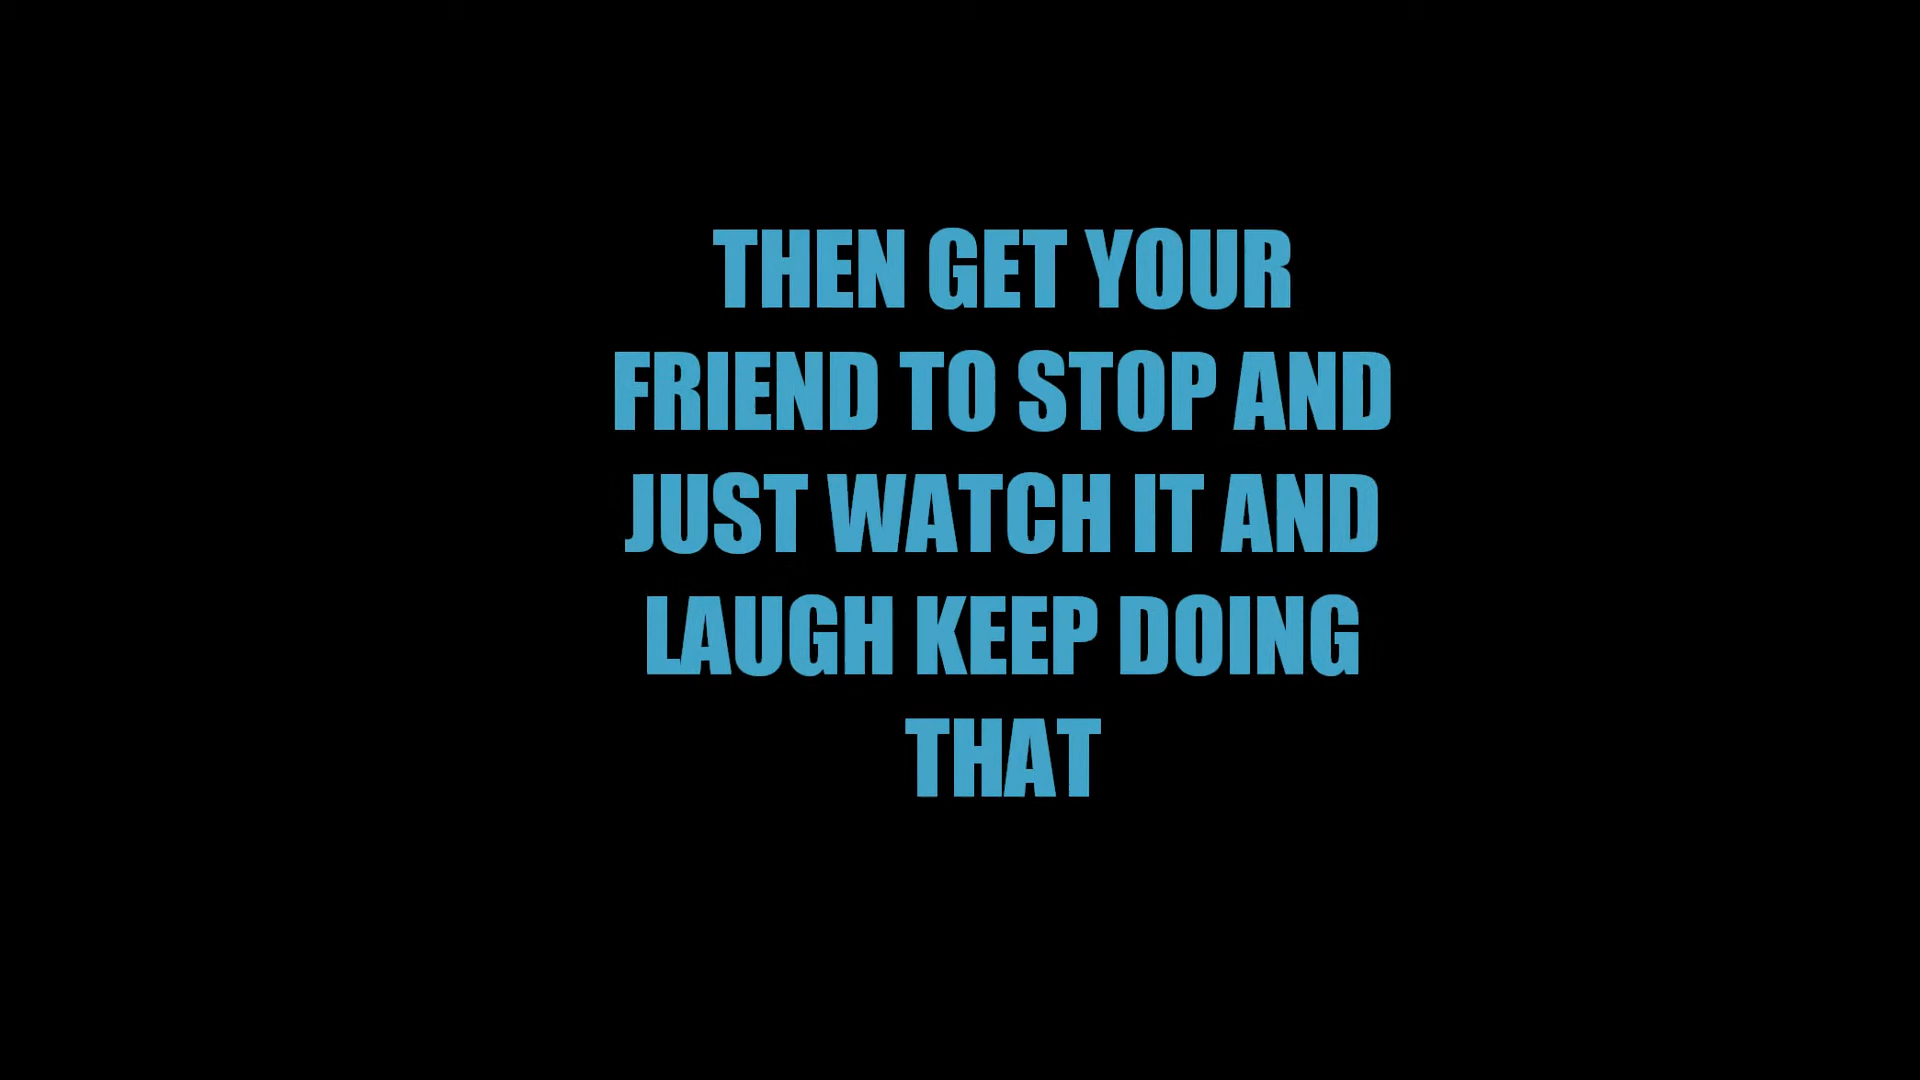 THEN GET YOUR
FRIEND TO STOP AND
JUST WATCH IT AND
LAUGH KEEP DOING
THAT